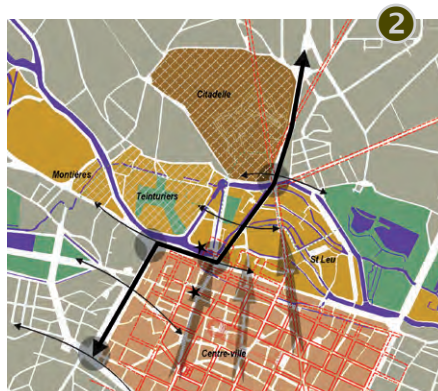 2
Citadelle
Montières
Teinturiers
St Leu
Centre-ville